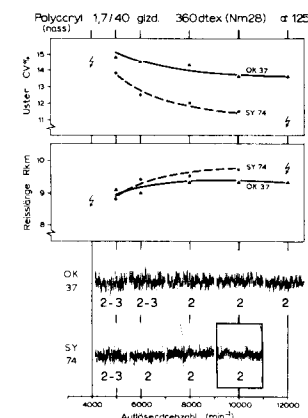 Polyacryl 1,7/40 glzd. 360dtex (Nm28) α 125
(nass)
Uster CV%
15
14
13
12
11
OK 37
SY 74
Reisslänge Rkm
10
9
8
SY 74
OK 37
OK 37
2-3 2-3 2 2 2
SY 74
2-3 2 2 2
4000 6000 8000 10000 12000
Auflösedrehzahl (min⁻¹)